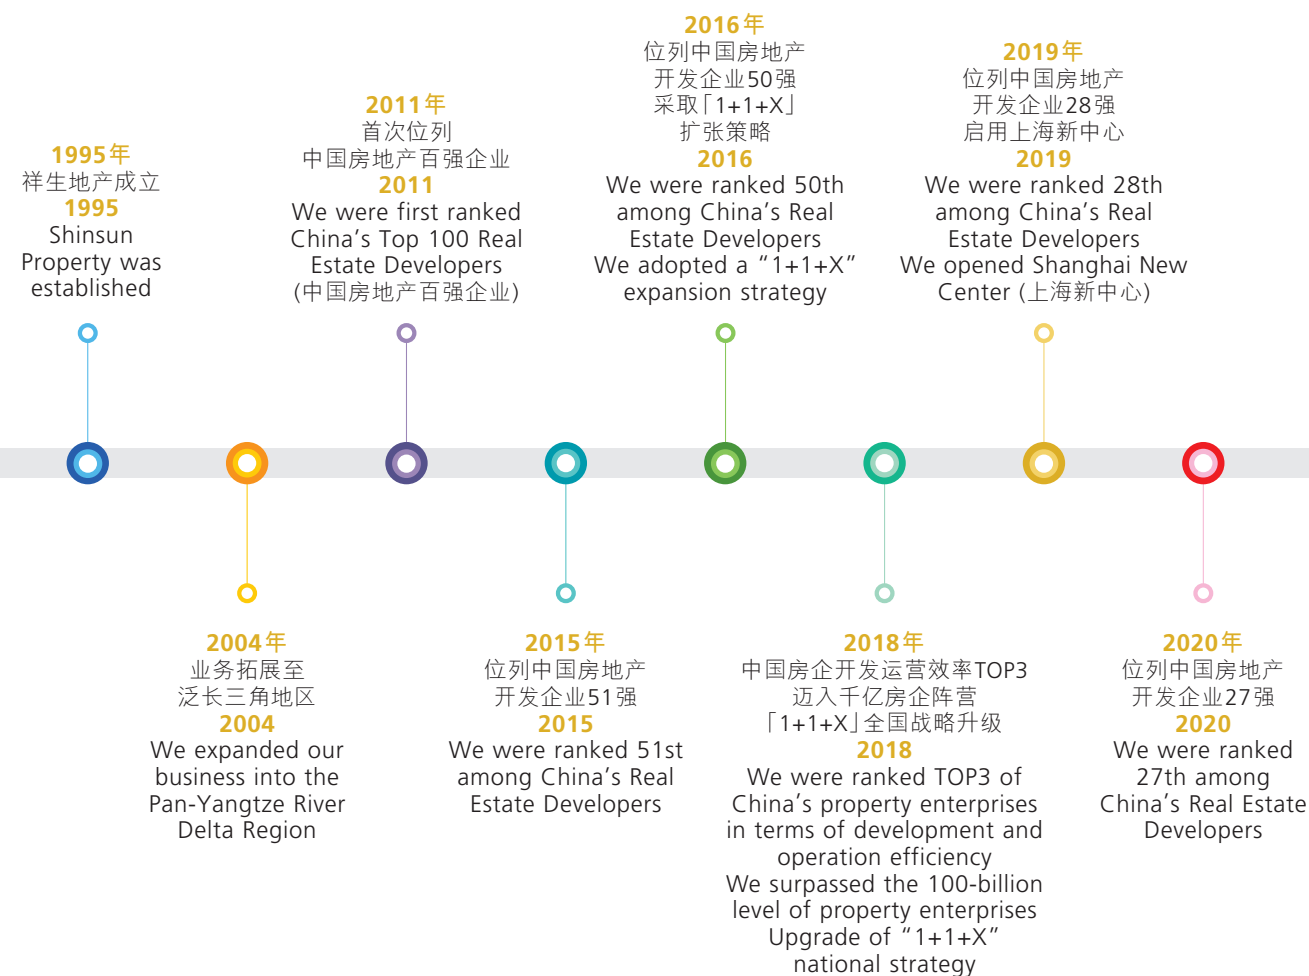 1995年
祥生地产成立
1995
Shinsun
Property was
established
2004年
业务拓展至
泛长三角地区
2004
We expanded our
business into the
Pan-Yangtze River
Delta Region
2011年
首次位列
中国房地产百强企业
2011
We were first ranked
China’s Top 100 Real
Estate Developers
(中国房地产百强企业)
2015年
位列中国房地产
开发企业51强
2015
We were ranked 51st
among China’s Real
Estate Developers
2016年
位列中国房地产
开发企业50强
采取「1+1+X」
扩张策略
2016
We were ranked 50th
among China’s Real
Estate Developers
We adopted a “1+1+X”
expansion strategy
2018年
中国房企开发运营效率TOP3
迈入千亿房企阵营
「1+1+X」全国战略升级
2018
We were ranked TOP3 of
China’s property enterprises
in terms of development and
operation efficiency
We surpassed the 100-billion
level of property enterprises
Upgrade of “1+1+X”
national strategy
2019年
位列中国房地产
开发企业28强
启用上海新中心
2019
We were ranked 28th
among China’s Real
Estate Developers
We opened Shanghai New
Center (上海新中心)
2020年
位列中国房地产
开发企业27强
2020
We were ranked
27th among
China’s Real Estate
Developers